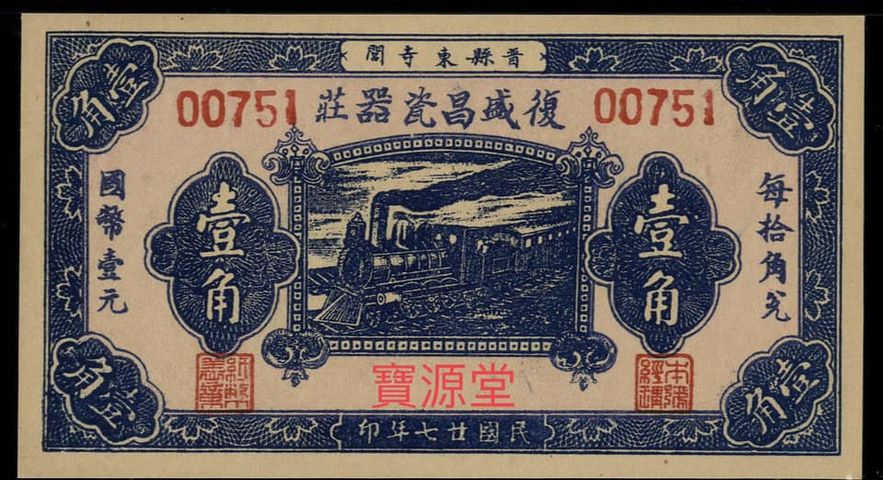 晉縣東寺閭
復盛昌瓷器莊
00751
00751
壹角
壹角
壹角
壹角
每拾角兌
國幣壹元
壹角
壹角
寶源堂
民國廿七年印